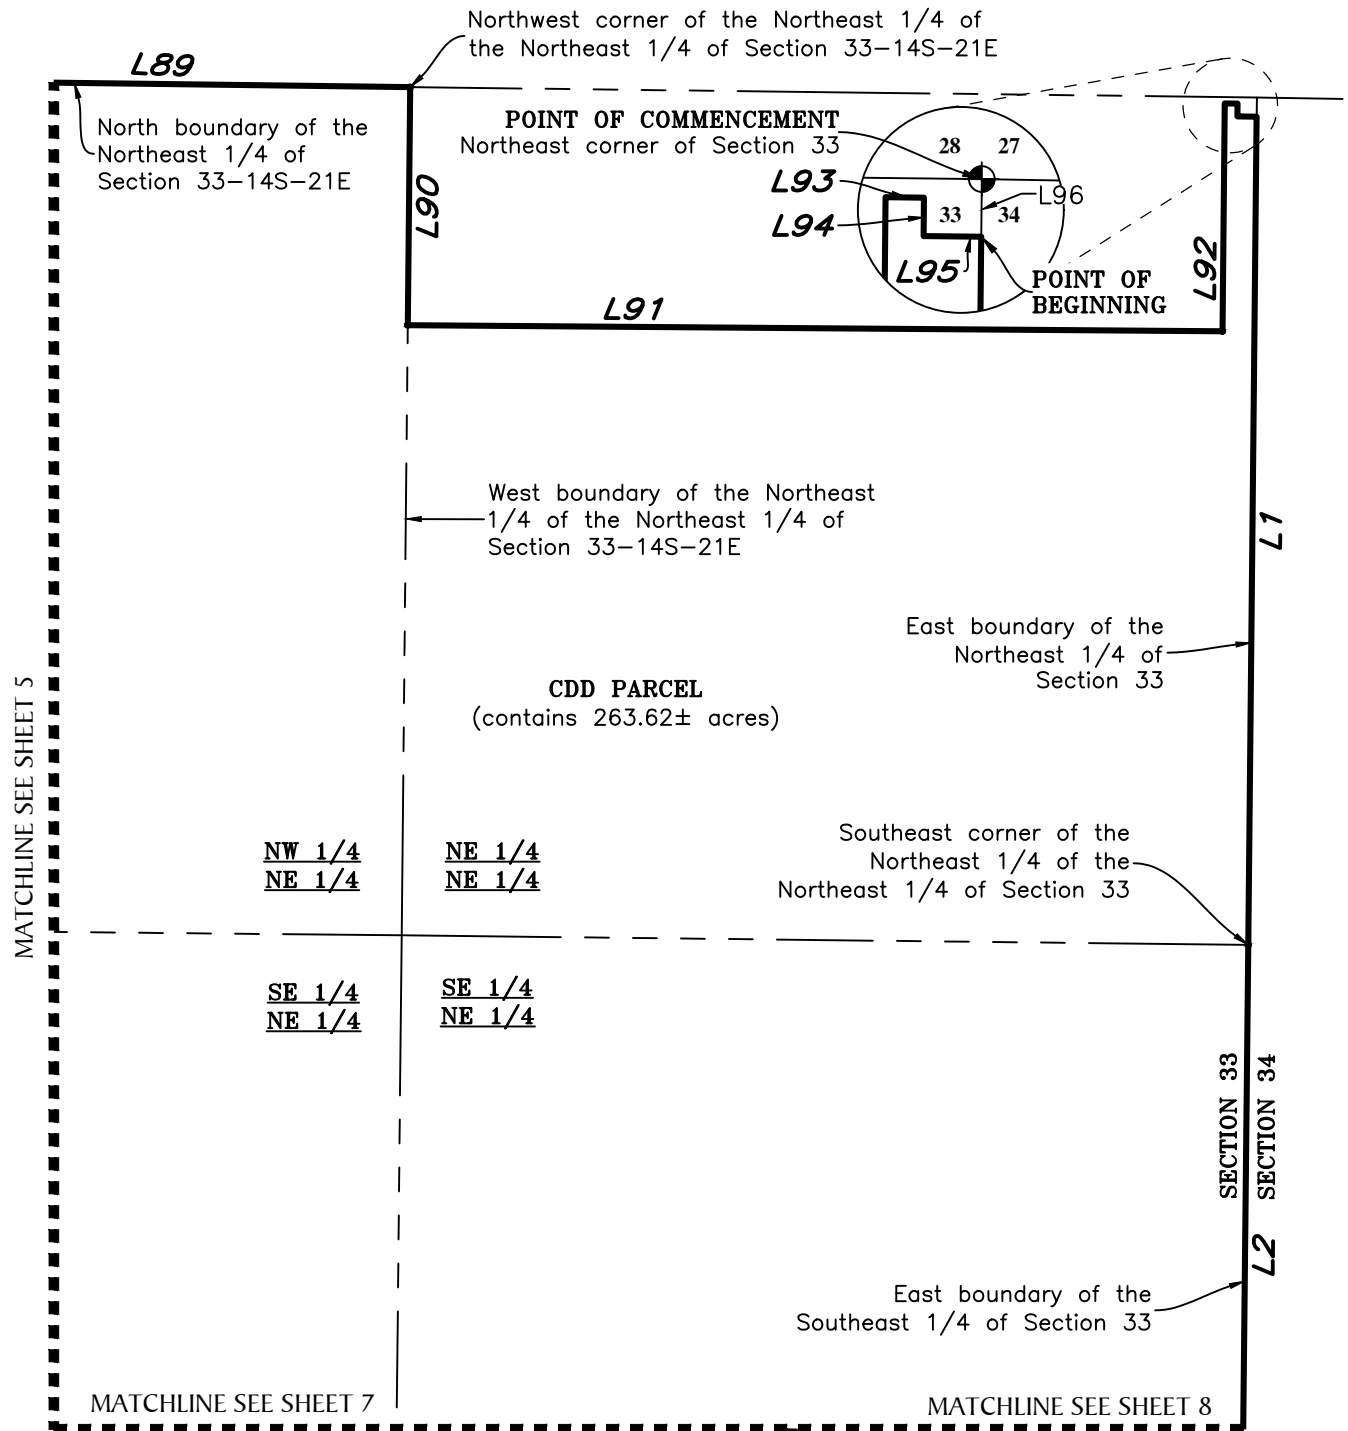 Northwest corner of the Northeast 1/4 of
the Northeast 1/4 of Section 33-14S-21E
L89
North boundary of the
Northeast 1/4 of
Section 33-14S-21E
POINT OF COMMENCEMENT
Northeast corner of Section 33
28 27
L93
L96
33 34
L94
L95
POINT OF
BEGINNING
L90
L92
L91
West boundary of the Northeast
1/4 of the Northeast 1/4 of
Section 33-14S-21E
L1
East boundary of the
Northeast 1/4 of
Section 33
CDD PARCEL
(contains 263.62± acres)
MATCHLINE SEE SHEET 5
NW 1/4
NE 1/4
NE 1/4
NE 1/4
Southeast corner of the
Northeast 1/4 of the
Northeast 1/4 of Section 33
SE 1/4
NE 1/4
SE 1/4
NE 1/4
SECTION 33
SECTION 34
L2
East boundary of the
Southeast 1/4 of Section 33
MATCHLINE SEE SHEET 7
MATCHLINE SEE SHEET 8